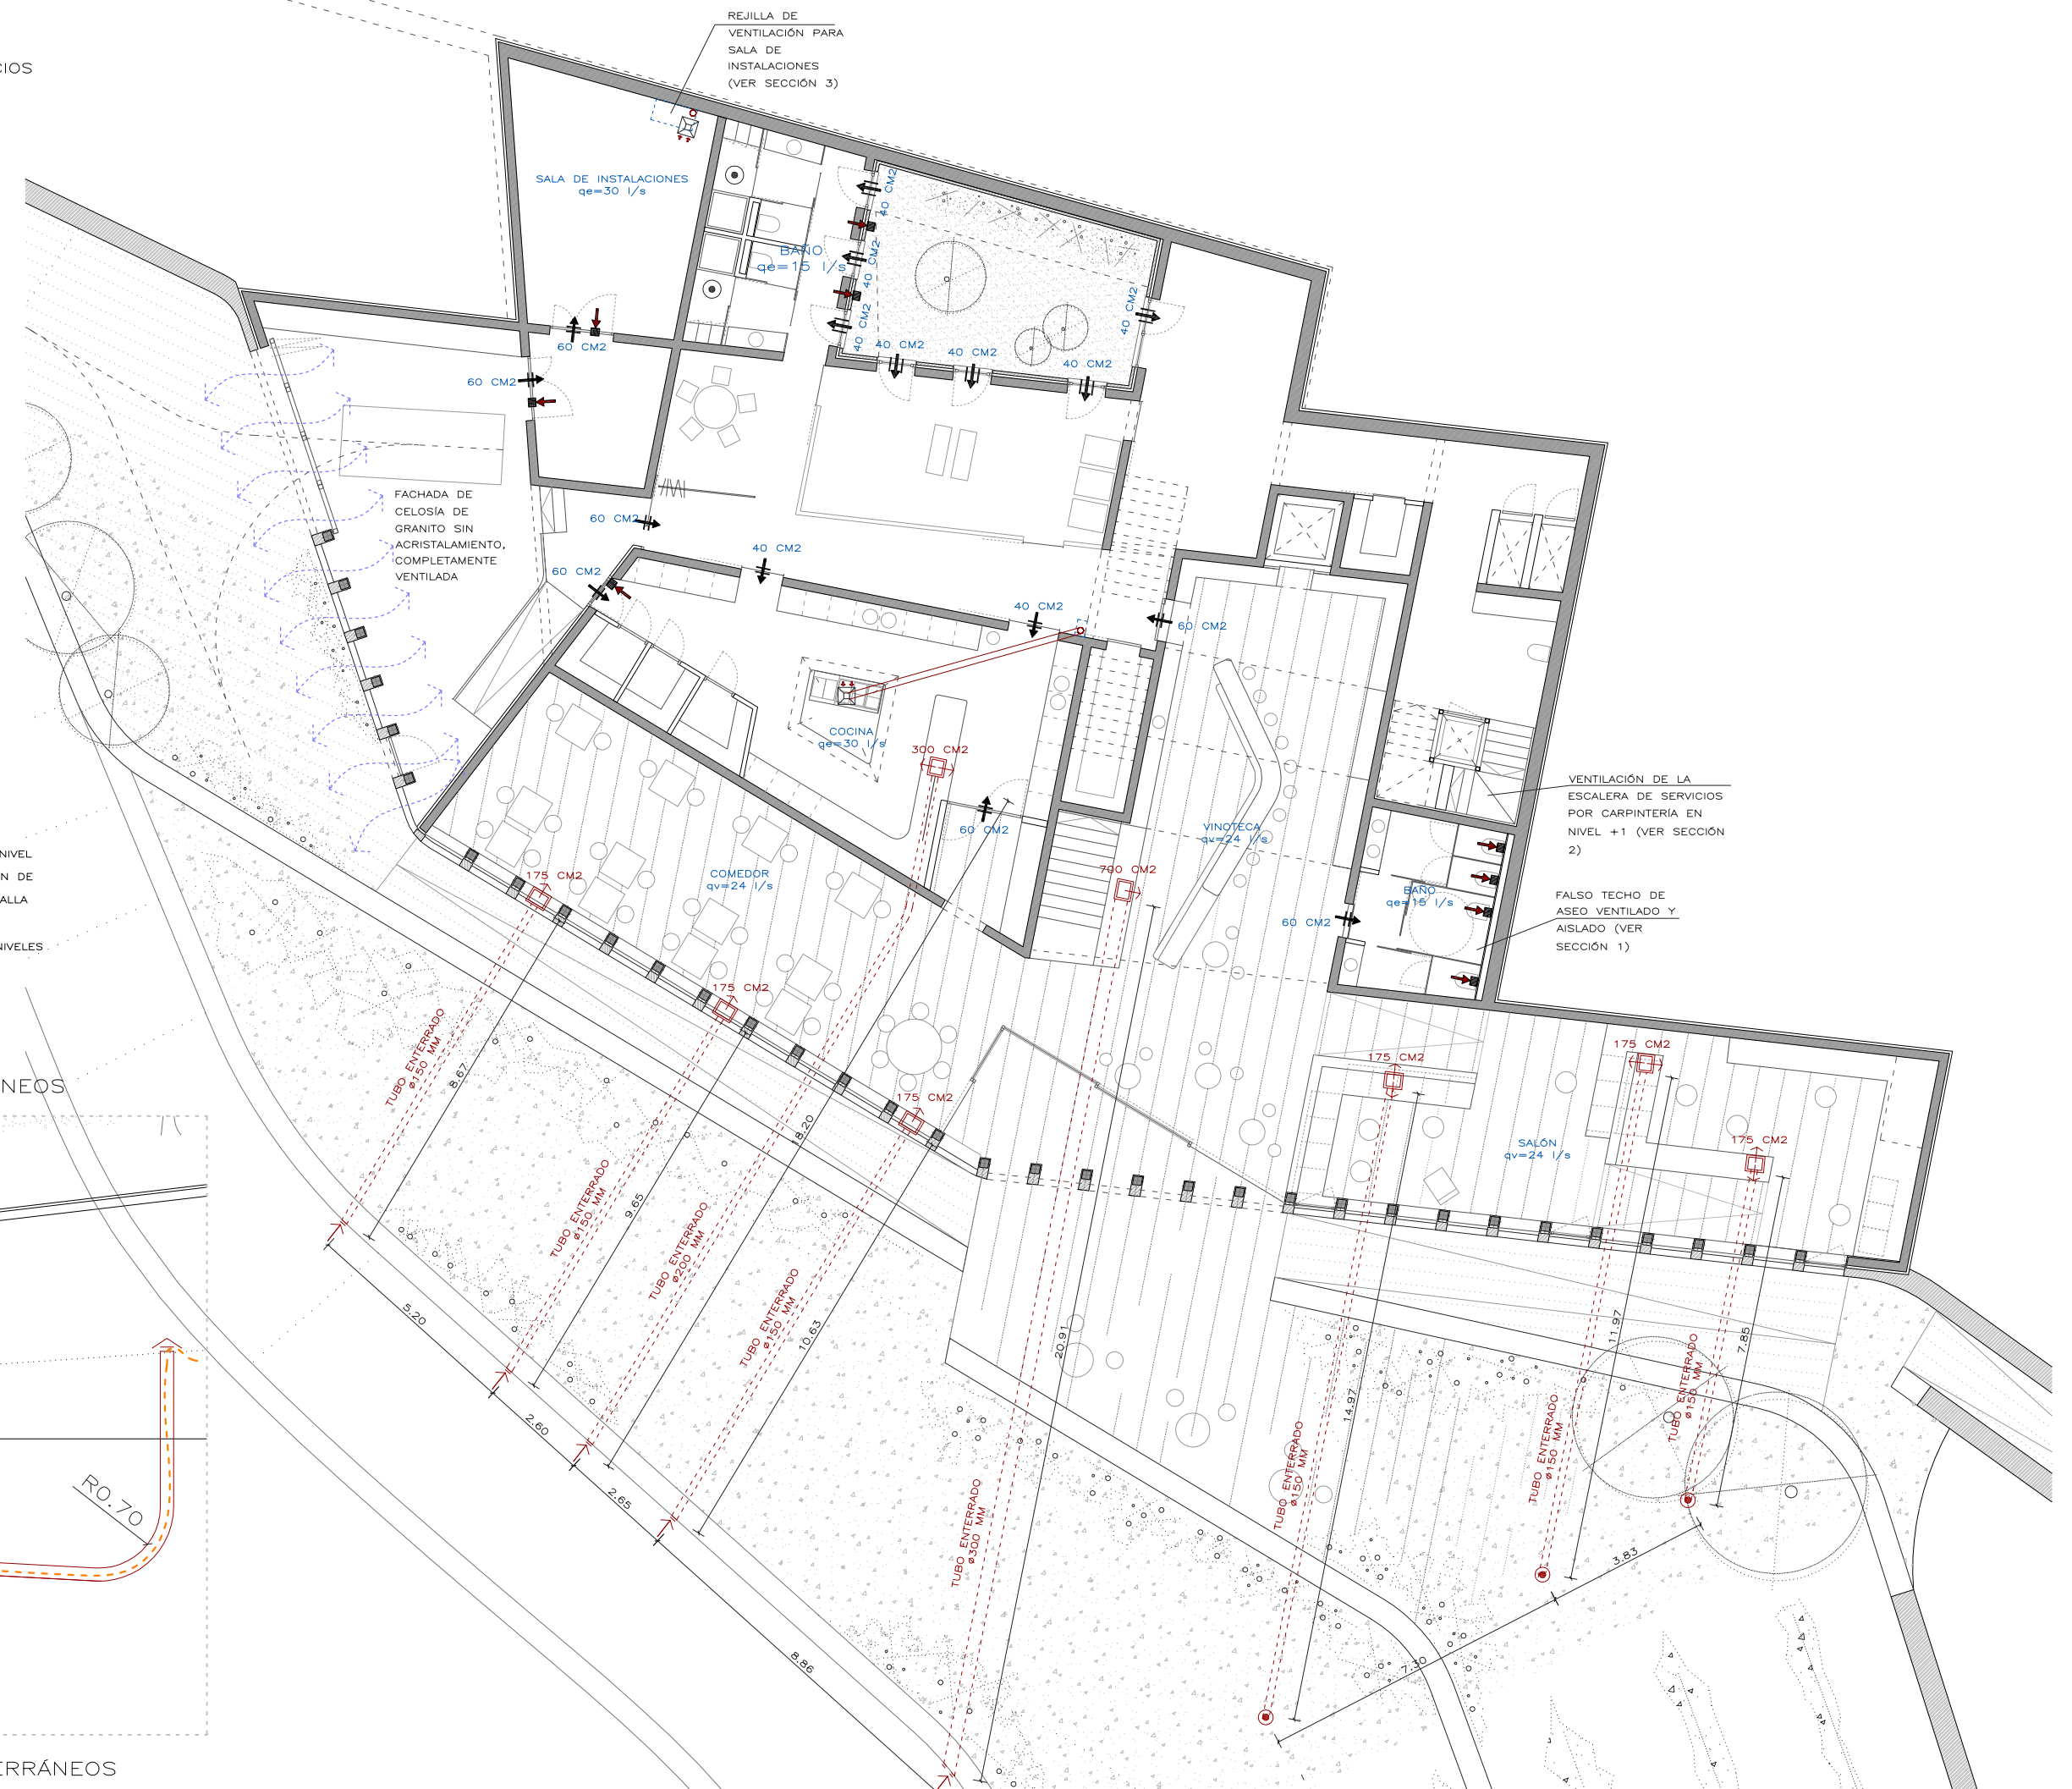 REJILLA DE
VENTILACIÓN PARA
SALA DE
INSTALACIONES
(VER SECCIÓN 3)
CIOS
SALA DE INSTALACIONES
qe=30 l/s
BAÑO
qe=15 l/s
40 CM2
40 CM2
40 CM2
40 CM2
40 CM2
40 CM2
40 CM2
60 CM2
60 CM2
FACHADA DE
CELOSÍA DE
GRANITO SIN
ACRISTALAMIENTO,
COMPLETAMENTE
VENTILADA
60 CM2
60 CM2
40 CM2
40 CM2
60 CM2
COCINA
qe=30 l/s
300 CM2
60 CM2
VINOTECA
qv=24 l/s
700 CM2
COMEDOR
qv=24 l/s
175 CM2
175 CM2
175 CM2
VENTILACIÓN DE LA
ESCALERA DE SERVICIOS
POR CARPINTERÍA EN
NIVEL +1 (VER SECCIÓN
2)
BAÑO
qe=15 l/s
60 CM2
FALSO TECHO DE
ASEO VENTILADO Y
AISLADO (VER
SECCIÓN 1)
NIVEL
N DE
ALLA
NIVELES
175 CM2
175 CM2
175 CM2
SALÓN
qv=24 l/s
NEOS
TUBO ENTERRADO
ø150 MM
8.67
TUBO ENTERRADO
ø150 MM
9.65
TUBO ENTERRADO
ø200 MM
18.20
TUBO ENTERRADO
ø150 MM
10.63
TUBO ENTERRADO
ø300 MM
20.91
TUBO ENTERRADO
ø150 MM
14.97
TUBO ENTERRADO
ø150 MM
11.97
TUBO ENTERRADO
ø150 MM
7.85
5.20
2.60
2.65
8.86
7.30
3.83
R0.70
ERRÁNEOS